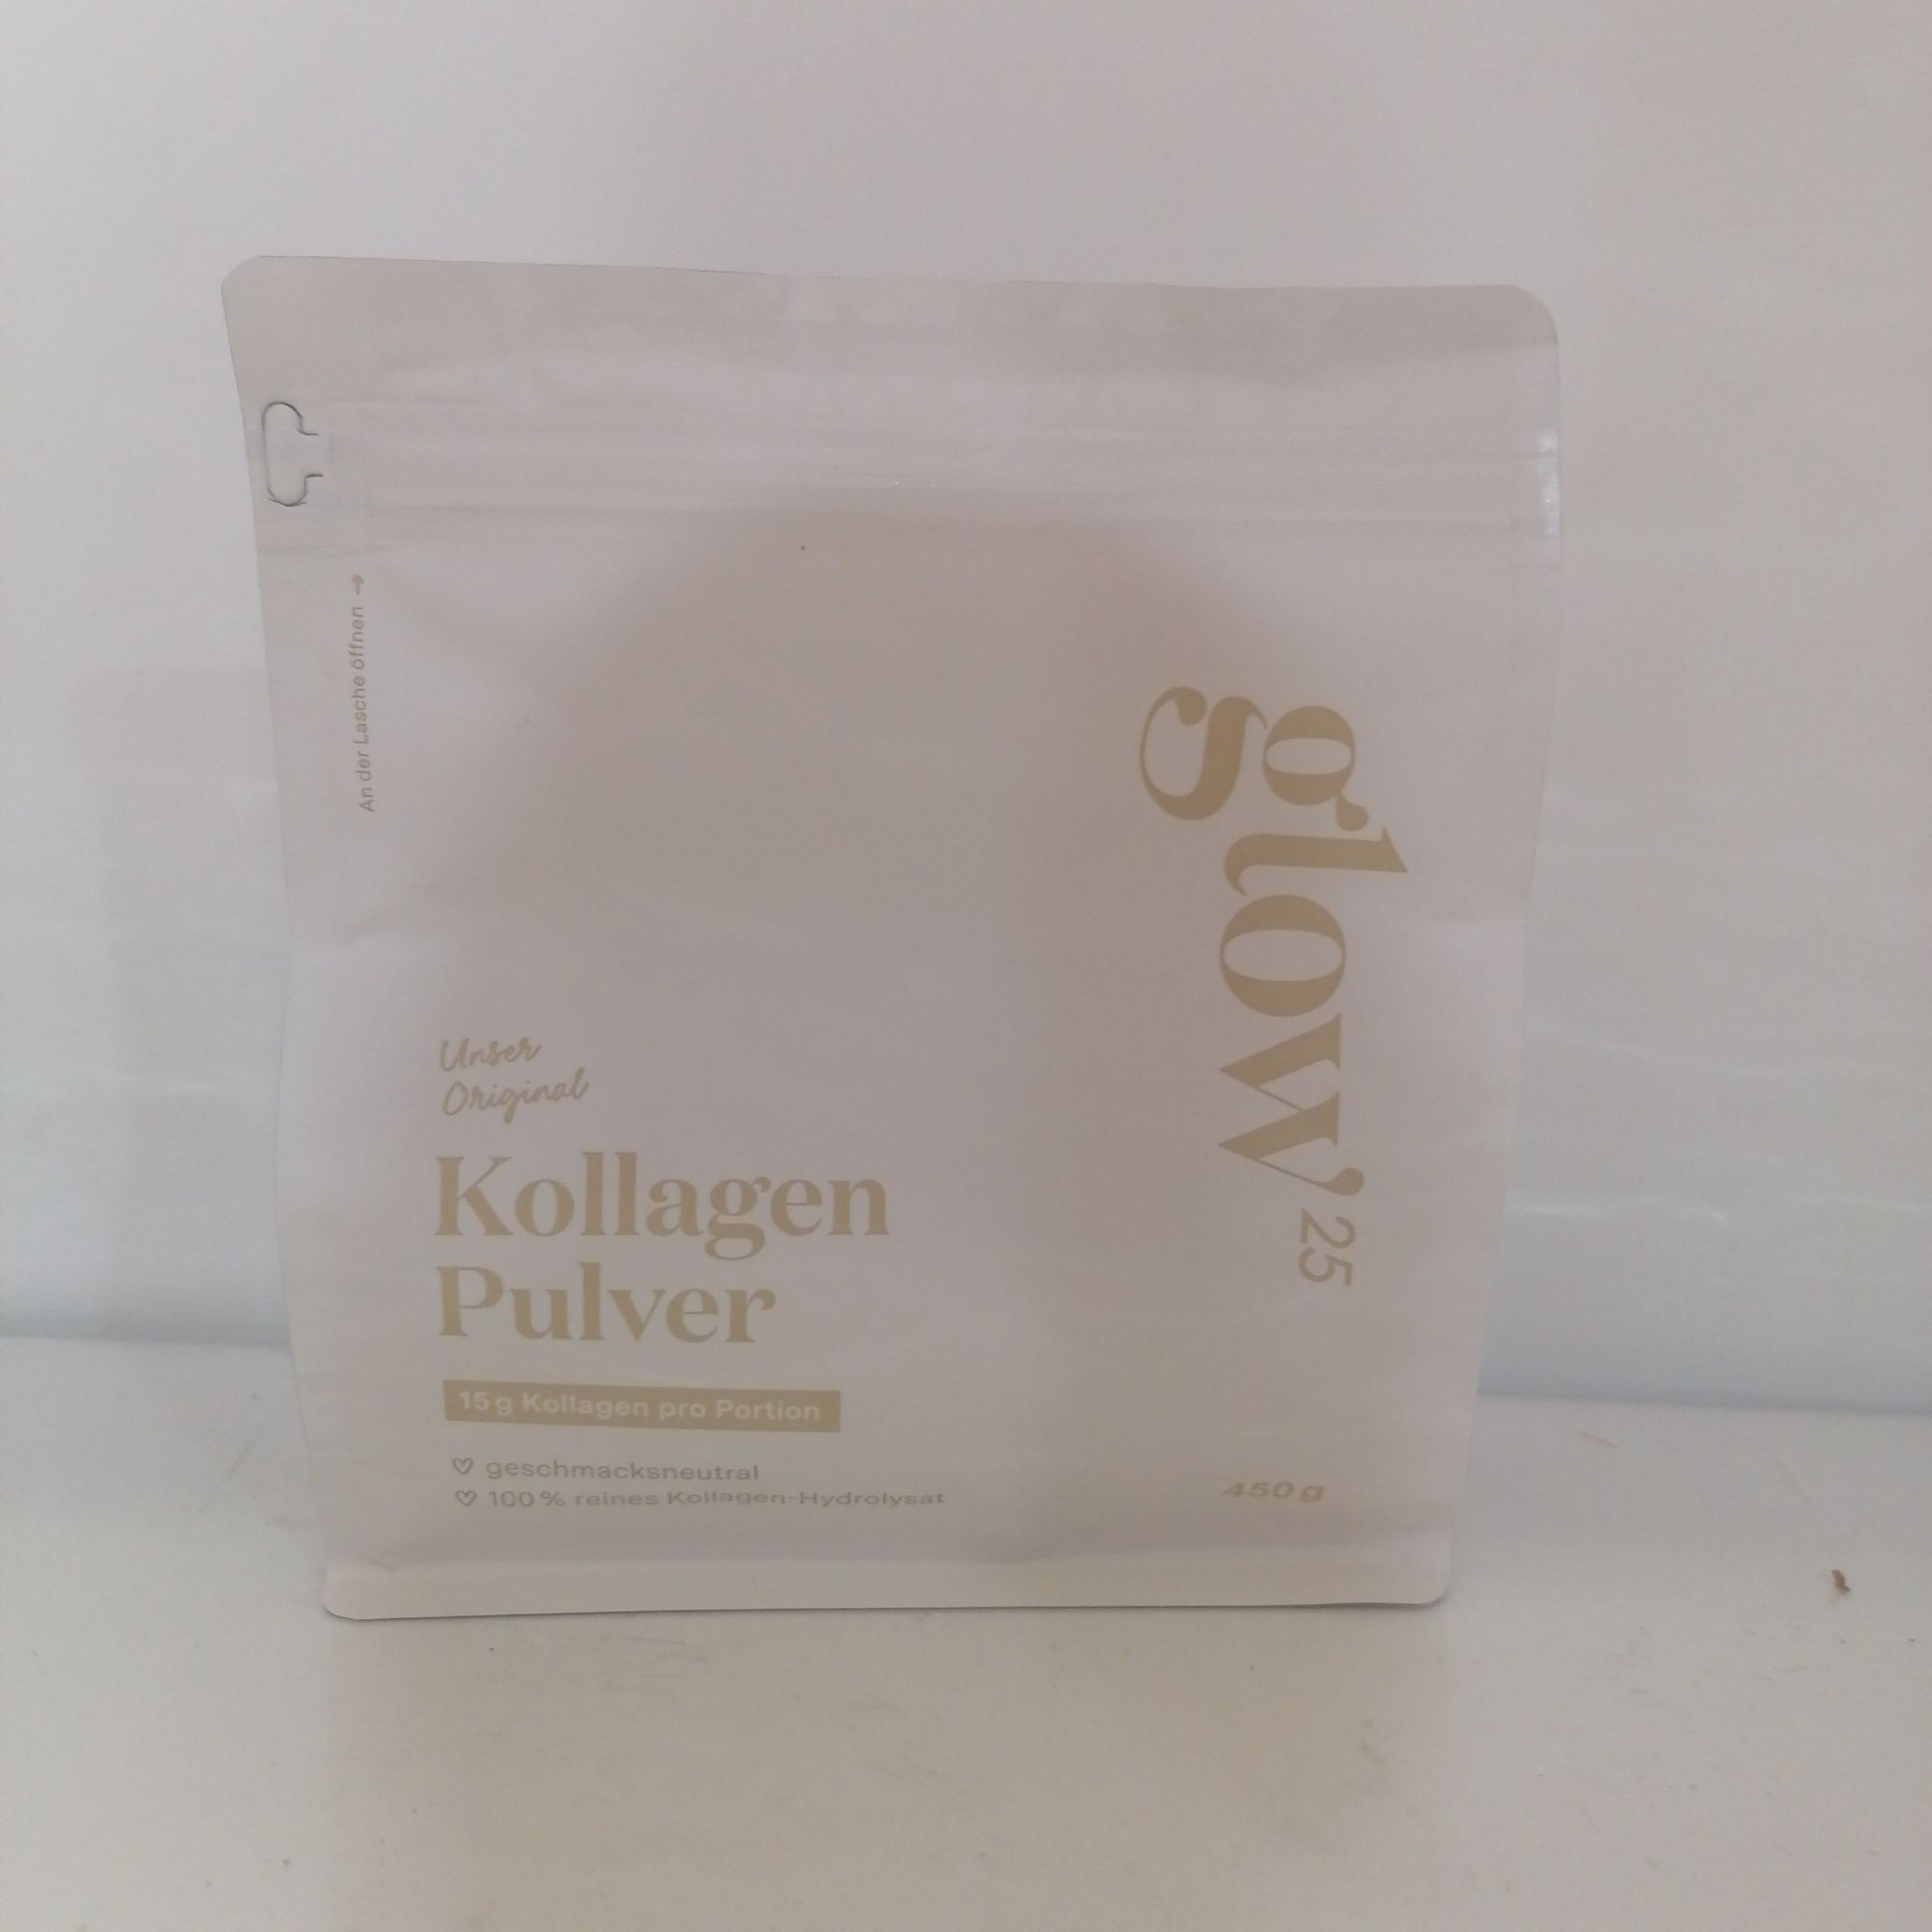 An der Lasche öffnen →
glow 25
Unser
Original
Kollagen
Pulver
15 g Kollagen pro Portion
geschmacksneutral
100 % reines Kollagen-Hydrolysat
450 g